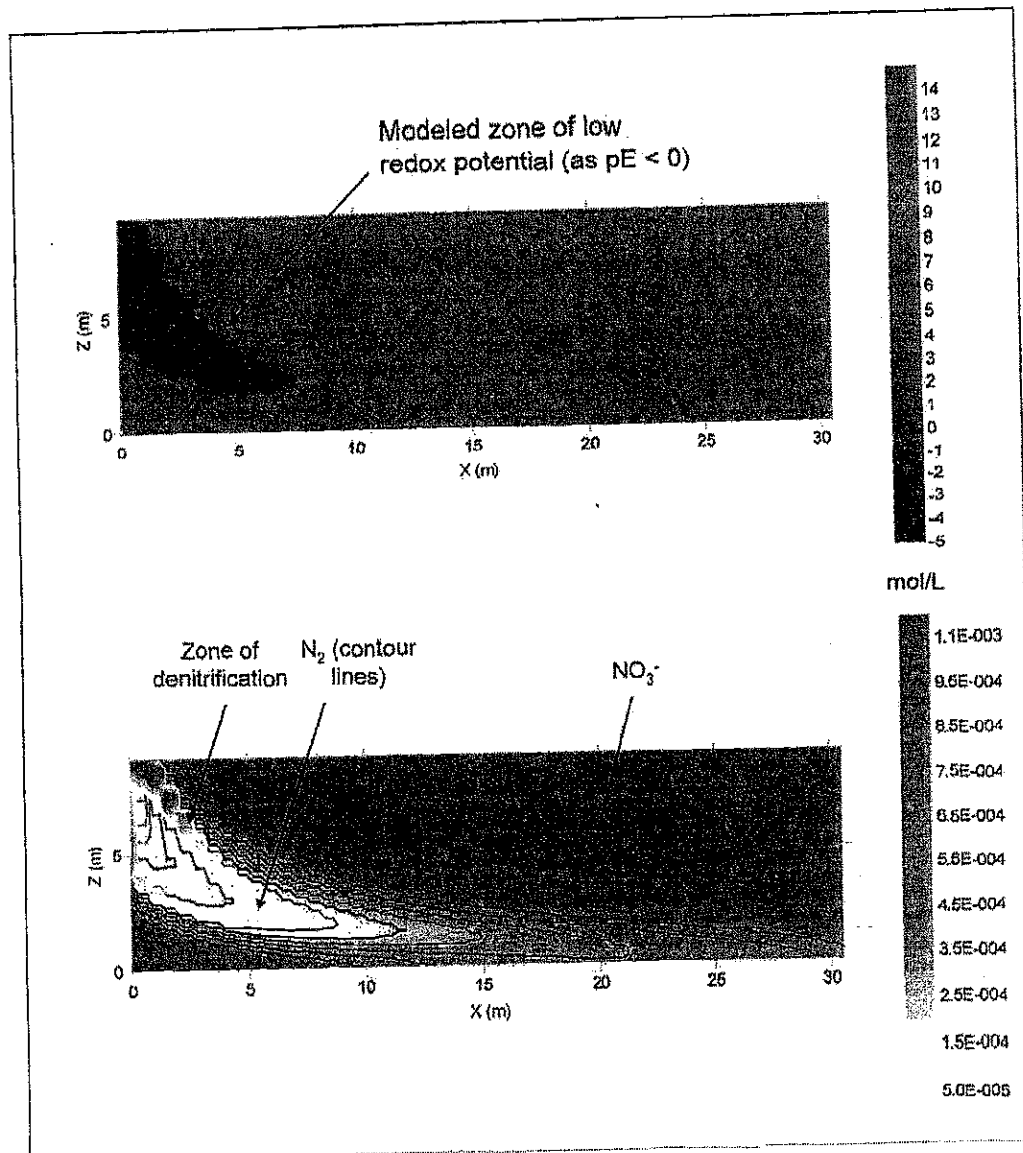 Modeled zone of low
redox potential (as pE < 0)
14
13
12
11
10
9
8
7
6
5
4
3
2
1
0
-1
-2
-3
-4
-5
Z (m)
5
0
0
5
10
15
20
25
30
X (m)
mol/L
Zone of
denitrification
N₂ (contour
lines)
NO₃⁻
1.1E-003
9.6E-004
8.5E-004
7.5E-004
6.5E-004
5.5E-004
4.5E-004
3.5E-004
2.5E-004
1.5E-004
5.0E-005
Z (m)
5
0
0
5
10
15
20
25
30
X (m)